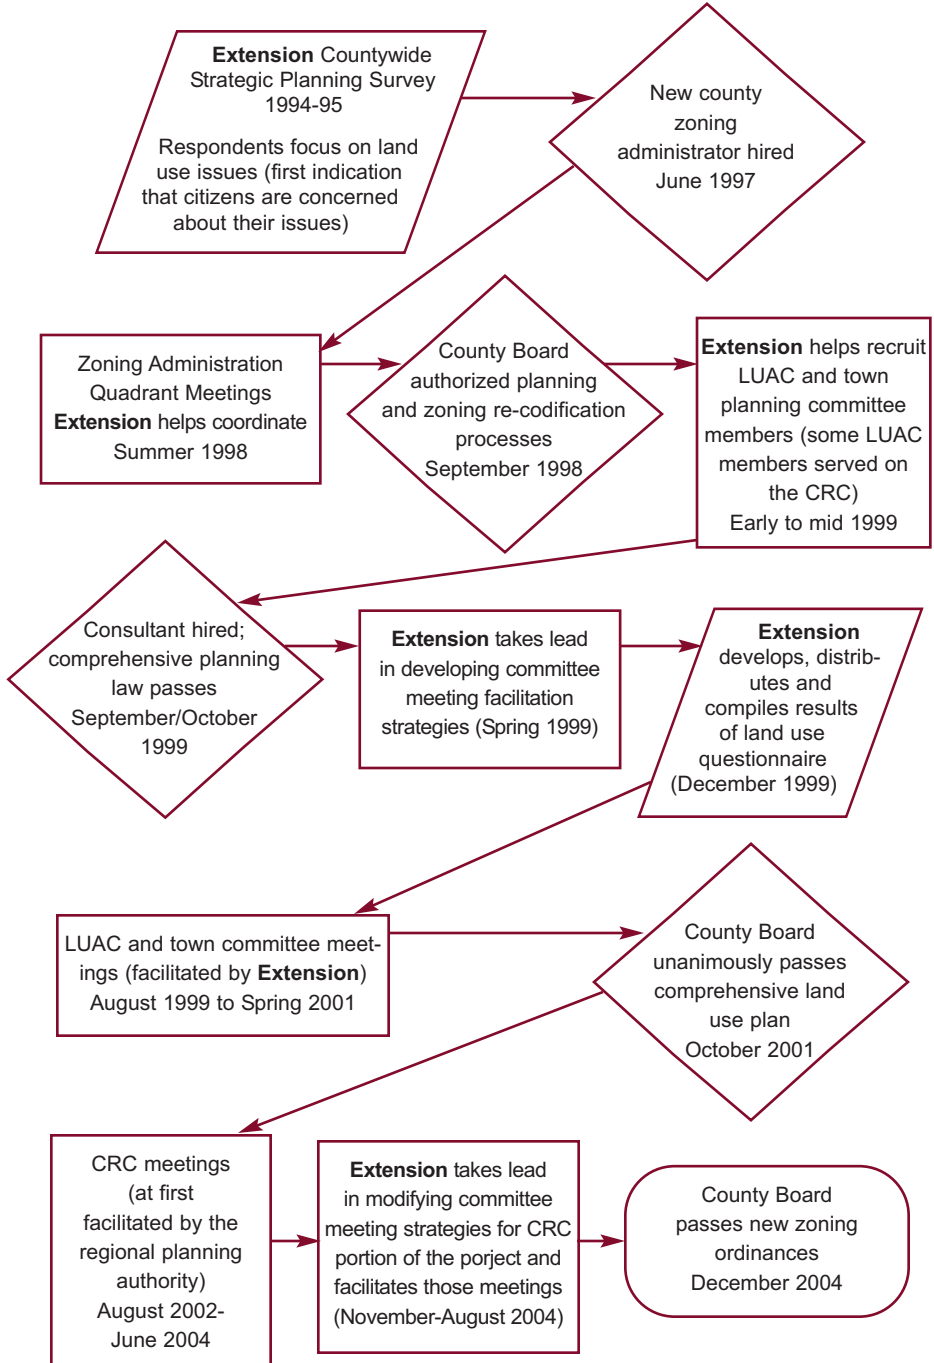 Extension Countywide
Strategic Planning Survey
1994-95
Respondents focus on land
use issues (first indication
that citizens are concerned
about their issues)
New county
zoning
administrator hired
June 1997
Zoning Administration
Quadrant Meetings
Extension helps coordinate
Summer 1998
County Board
authorized planning
and zoning re-codification
processes
September 1998
Extension helps recruit
LUAC and town
planning committee
members (some LUAC
members served on
the CRC)
Early to mid 1999
Consultant hired;
comprehensive planning
law passes
September/October
1999
Extension takes lead
in developing committee
meeting facilitation
strategies (Spring 1999)
Extension
develops, distrib-
utes and
compiles results
of land use
questionnaire
(December 1999)
LUAC and town committee meet-
ings (facilitated by Extension)
August 1999 to Spring 2001
County Board
unanimously passes
comprehensive land
use plan
October 2001
CRC meetings
(at first
facilitated by the
regional planning
authority)
August 2002-
June 2004
Extension takes lead
in modifying committee
meeting strategies for CRC
portion of the porject and
facilitates those meetings
(November-August 2004)
County Board
passes new zoning
ordinances
December 2004